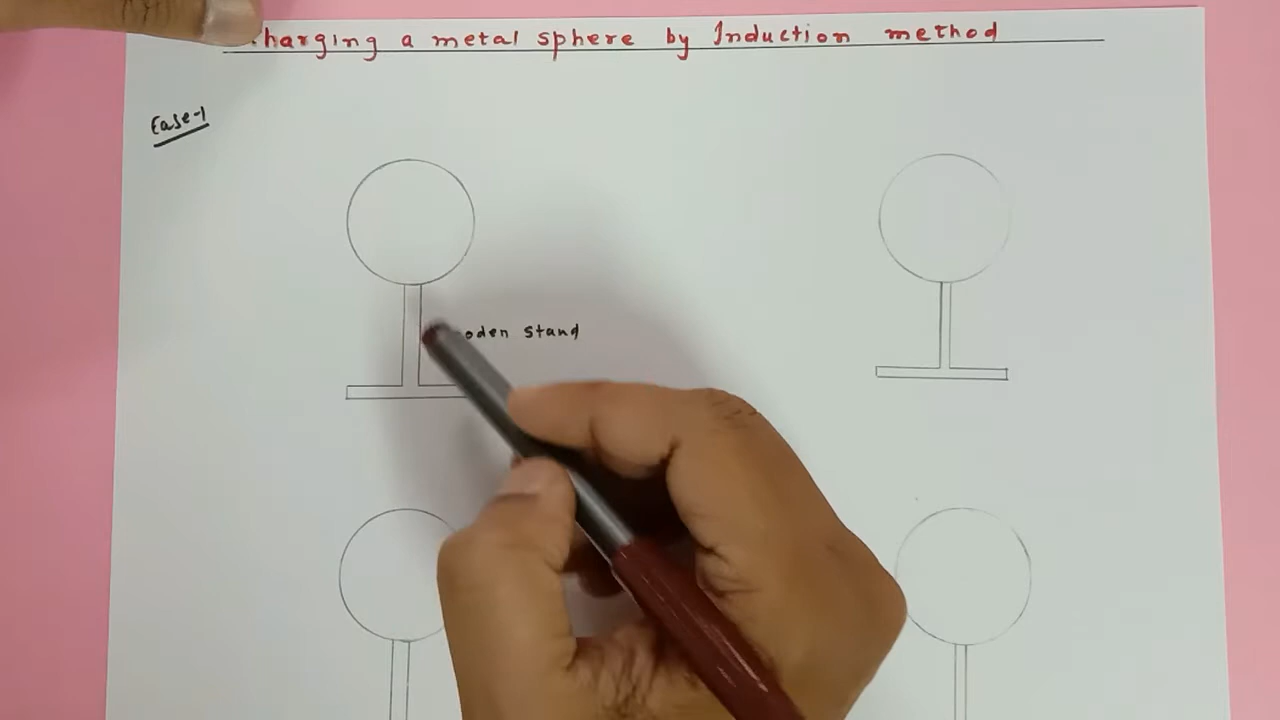 harging a metal sphere by Induction method
Case-1
oden stand